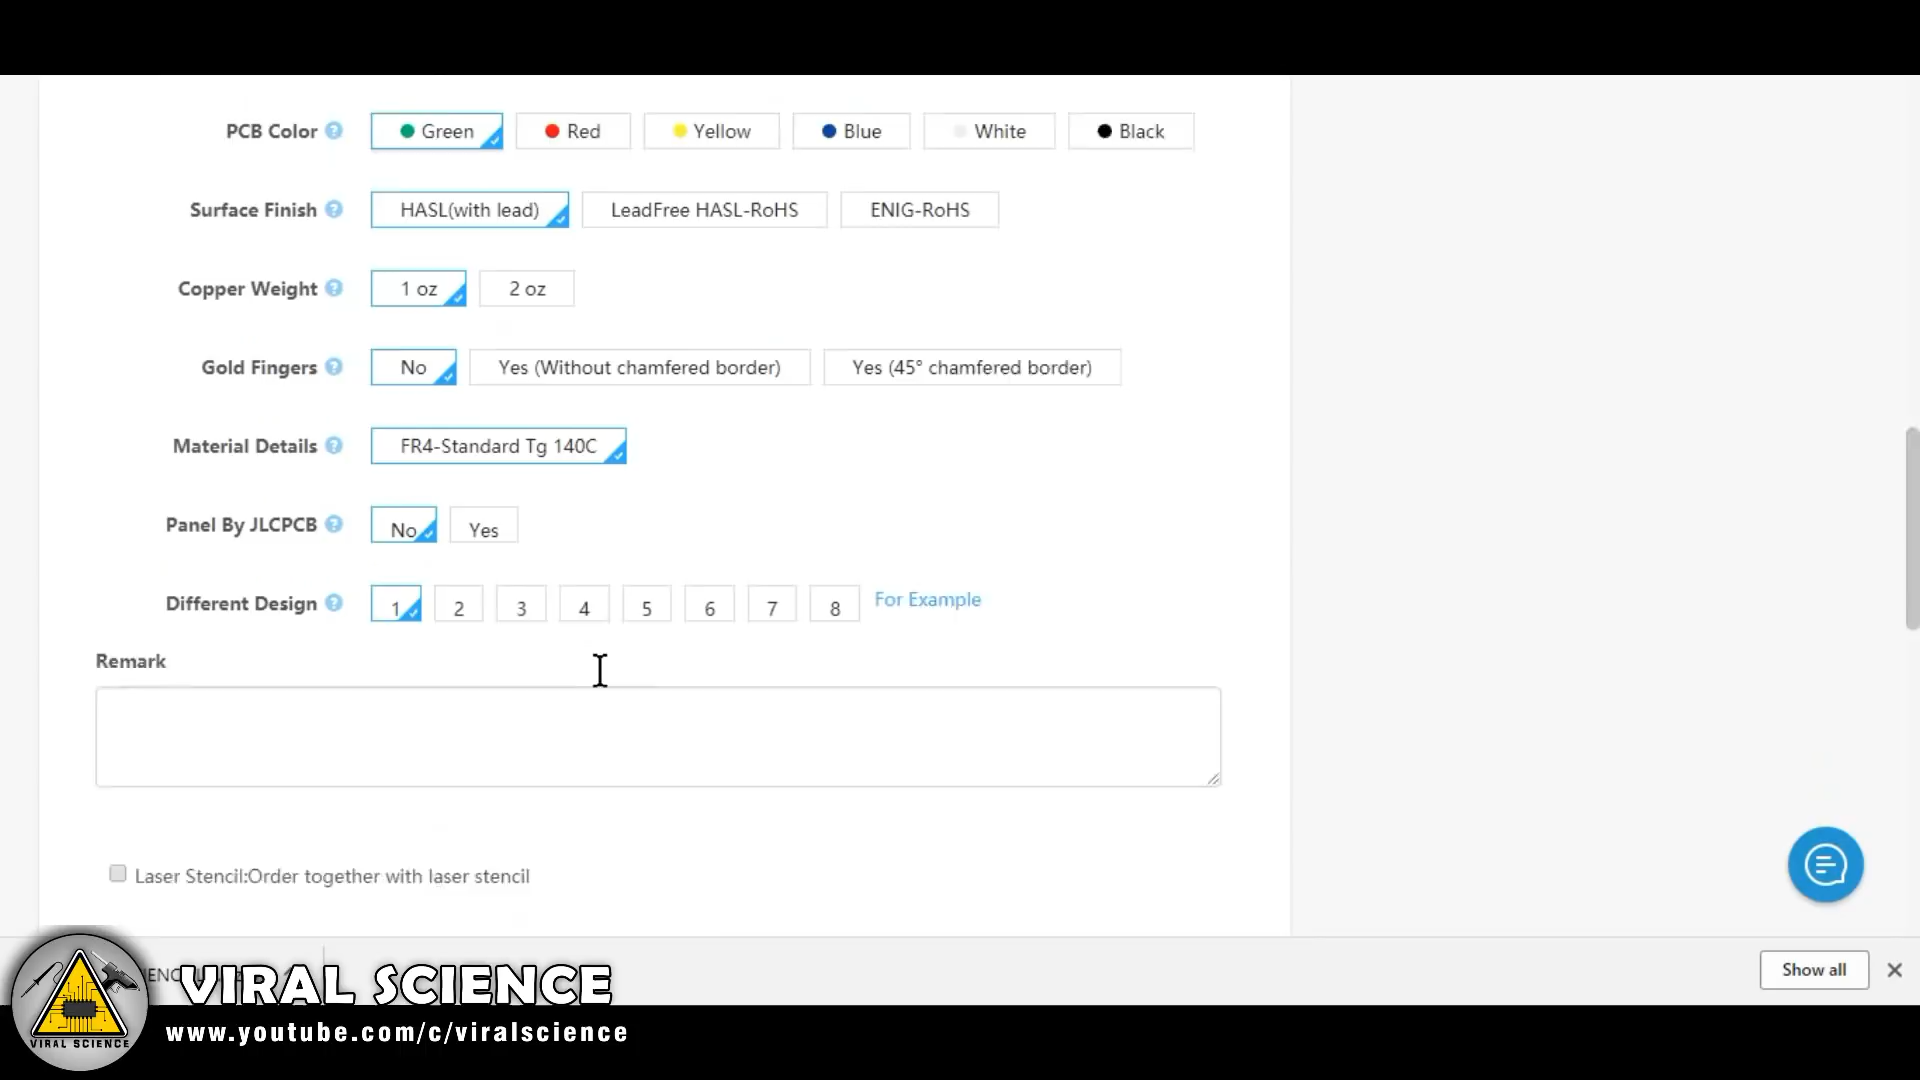 PCB Color ? Green Red Yellow Blue White Black
Surface Finish ? HASL(with lead) LeadFree HASL-RoHS ENIG-RoHS
Copper Weight ? 1 oz 2 oz
Gold Fingers ? No Yes (Without chamfered border) Yes (45° chamfered border)
Material Details ? FR4-Standard Tg 140C
Panel By JLCPCB ? No Yes
Different Design ? 1 2 3 4 5 6 7 8 For Example
Remark
Laser Stencil:Order together with laser stencil
Show all
VIRAL SCIENCE
www.youtube.com/c/viralscience
VIRAL SCIENCE